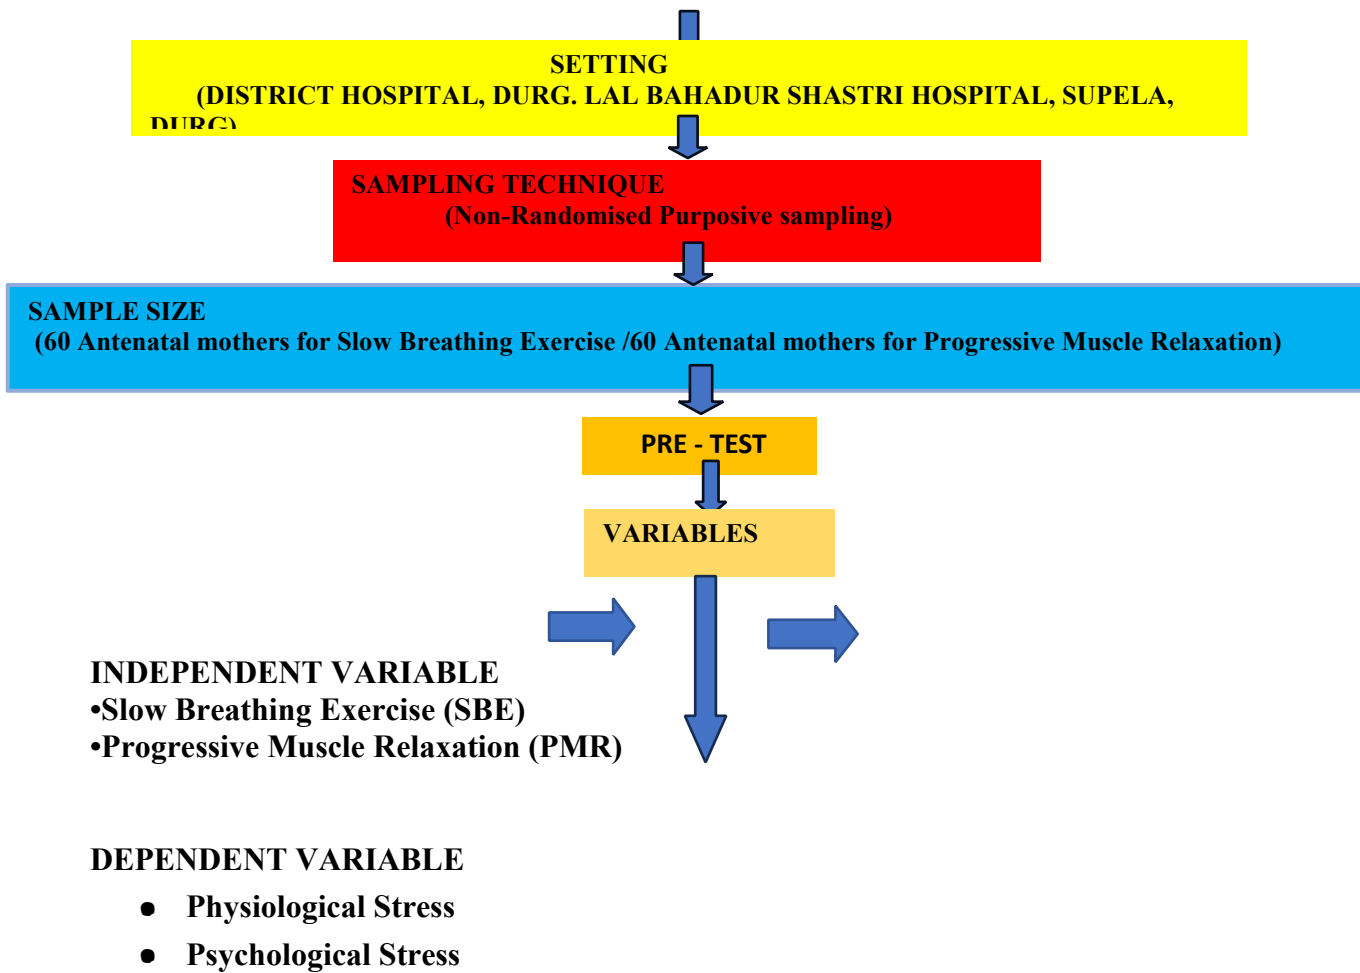 SETTING
(DISTRICT HOSPITAL, DURG. LAL BAHADUR SHASTRI HOSPITAL, SUPELA,
DURG)
SAMPLING TECHNIQUE
(Non-Randomised Purposive sampling)
SAMPLE SIZE
(60 Antenatal mothers for Slow Breathing Exercise /60 Antenatal mothers for Progressive Muscle Relaxation)
PRE - TEST
VARIABLES
INDEPENDENT VARIABLE
•Slow Breathing Exercise (SBE)
•Progressive Muscle Relaxation (PMR)
DEPENDENT VARIABLE
● Physiological Stress
● Psychological Stress